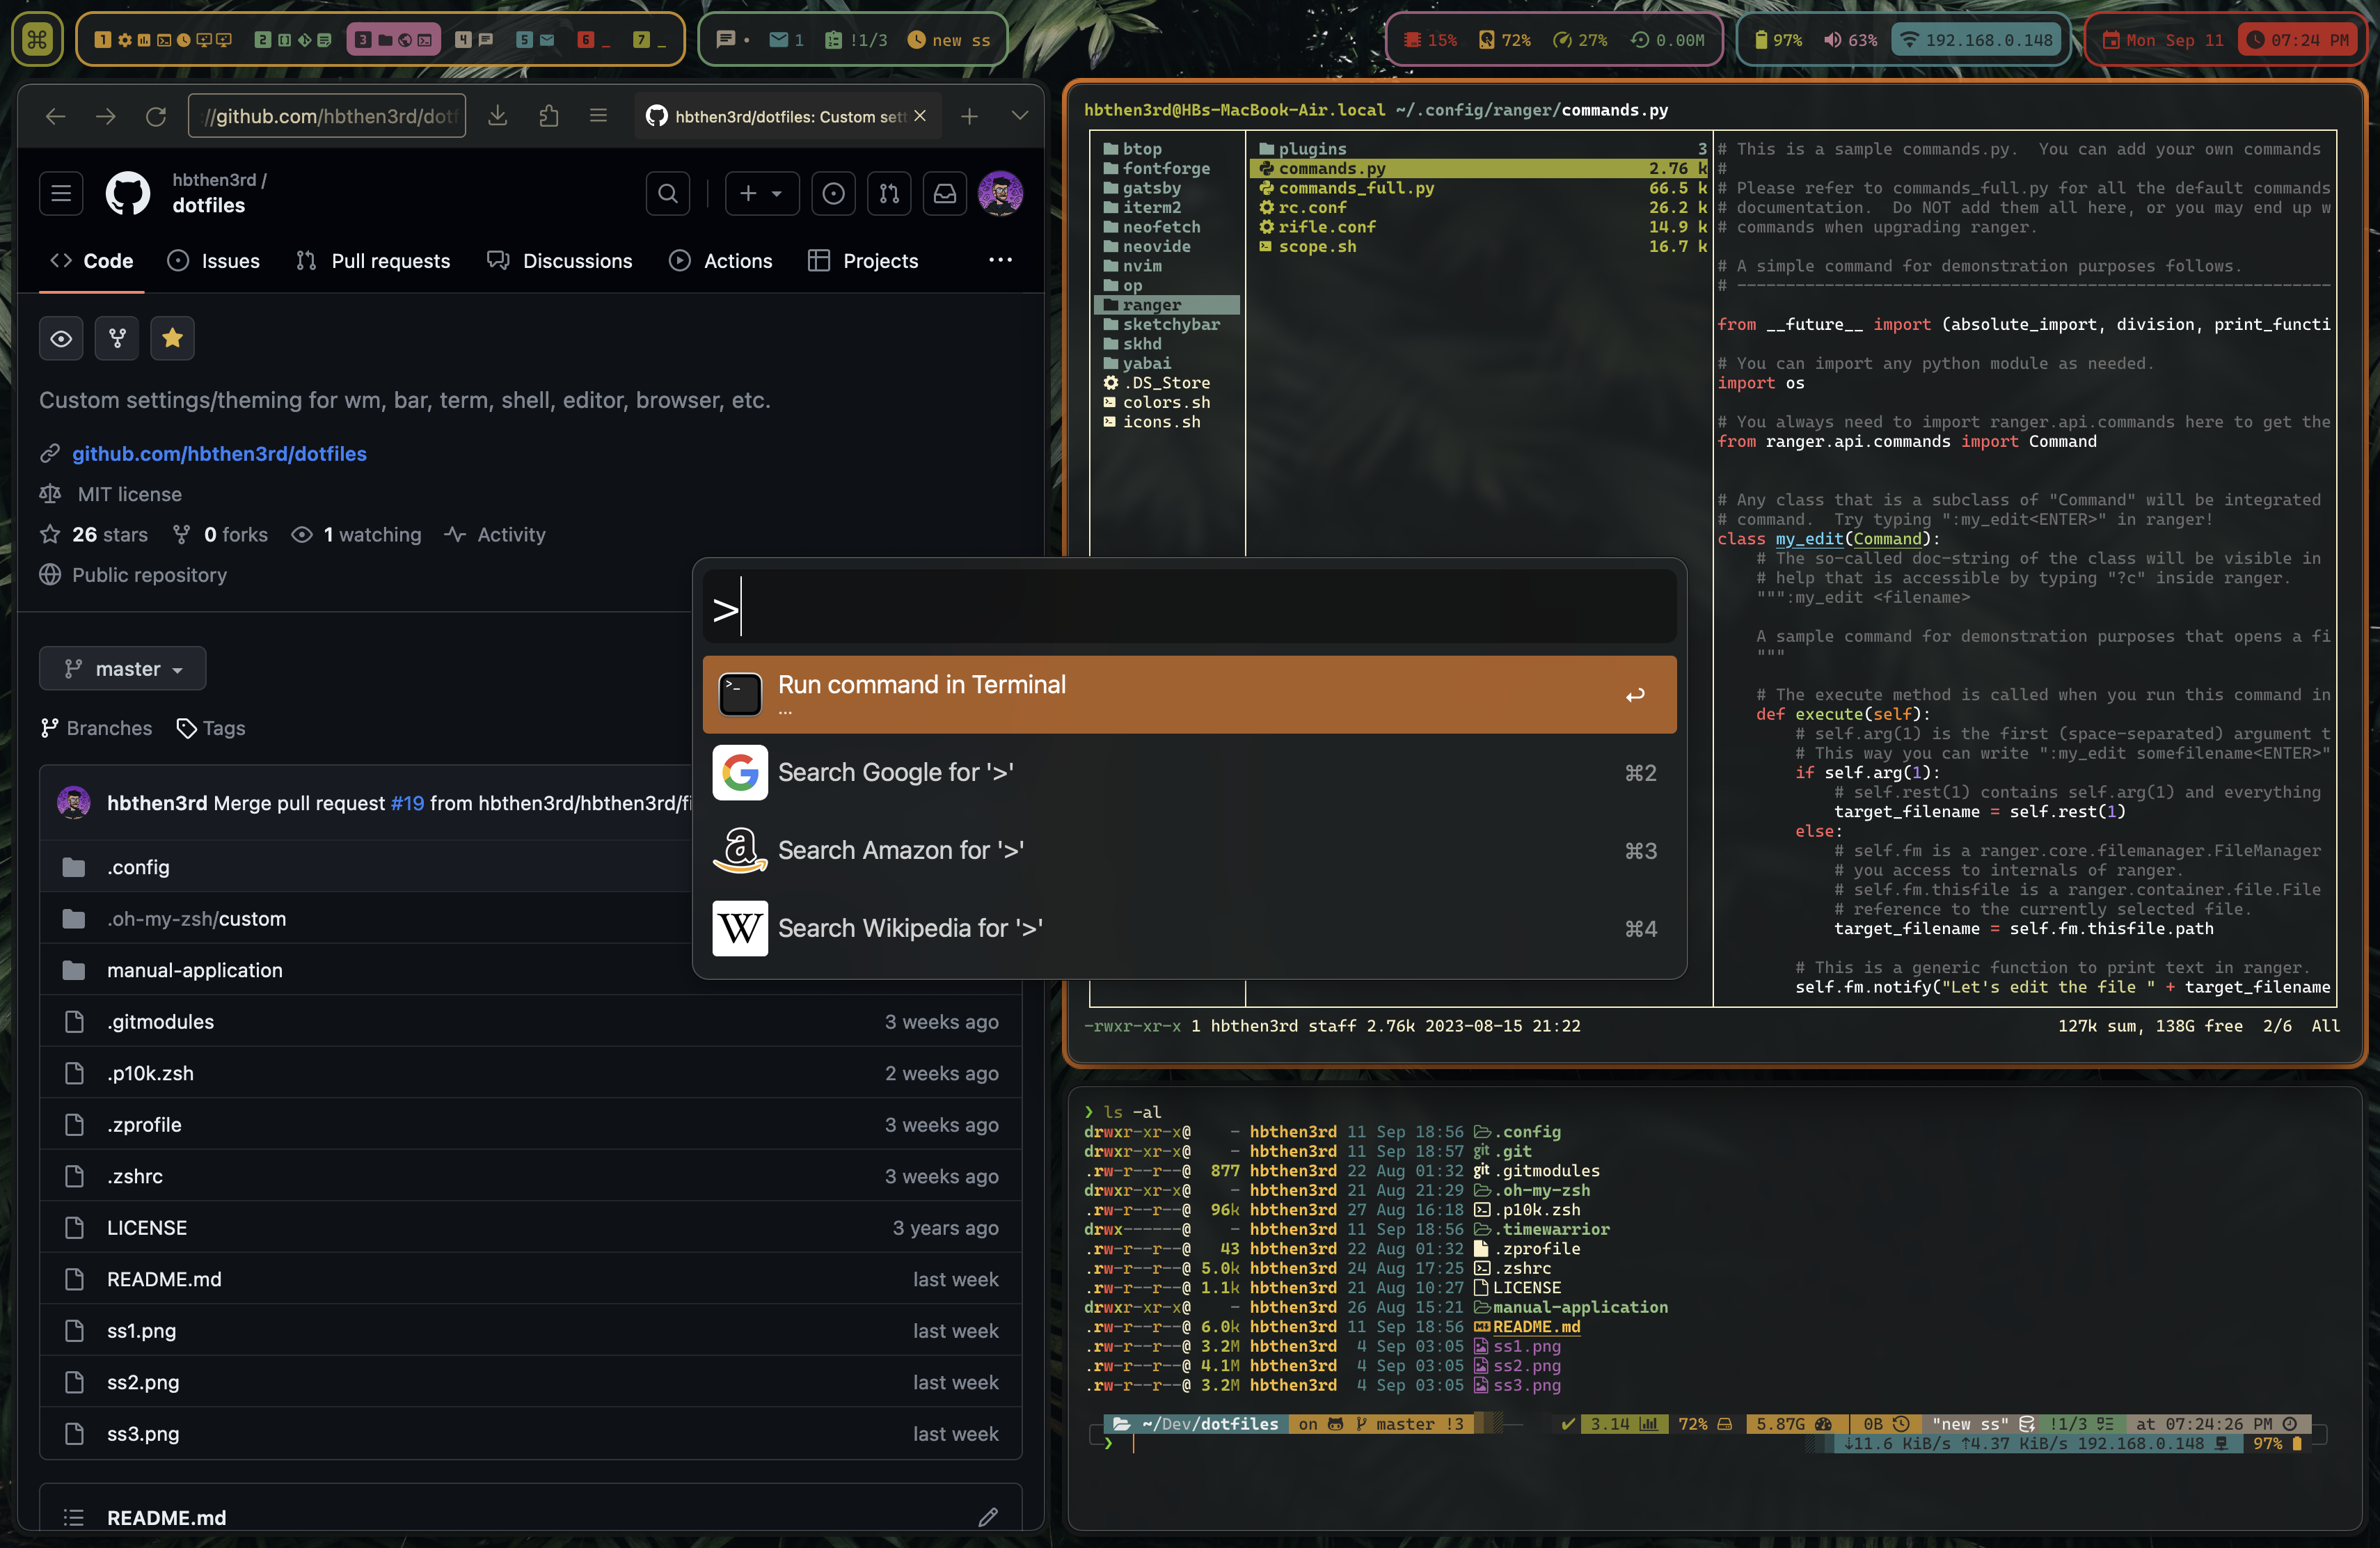 1 2 3 4 5 6 _ 7 _
• 1 !1/3 new ss
15% 72% 27% 0.00M
97% 63% 192.168.0.148
Mon Sep 11 07:24 PM
://github.com/hbthen3rd/dotf
hbthen3rd/dotfiles: Custom sett
hbthen3rd /
dotfiles
Code Issues Pull requests Discussions Actions Projects ...
Custom settings/theming for wm, bar, term, shell, editor, browser, etc.
github.com/hbthen3rd/dotfiles
MIT license
26 stars 0 forks 1 watching Activity
Public repository
master
Branches Tags
hbthen3rd Merge pull request #19 from hbthen3rd/hbthen3rd/fi
.config
.oh-my-zsh/custom
manual-application
.gitmodules 3 weeks ago
.p10k.zsh 2 weeks ago
.zprofile 3 weeks ago
.zshrc 3 weeks ago
LICENSE 3 years ago
README.md last week
ss1.png last week
ss2.png last week
ss3.png last week
README.md
>
Run command in Terminal
...
Search Google for '>' ⌘2
Search Amazon for '>' ⌘3
Search Wikipedia for '>' ⌘4
hbthen3rd@HBs-MacBook-Air.local ~/.config/ranger/commands.py
btop
fontforge
gatsby
iterm2
neofetch
neovide
nvim
op
ranger
sketchybar
skhd
yabai
.DS_Store
colors.sh
icons.sh
plugins 3
commands.py 2.76 k
commands_full.py 66.5 k
rc.conf 26.2 k
rifle.conf 14.9 k
scope.sh 16.7 k
# This is a sample commands.py.  You can add your own commands
#
# Please refer to commands_full.py for all the default commands
# documentation.  Do NOT add them all here, or you may end up w
# commands when upgrading ranger.
# A simple command for demonstration purposes follows.
# -------------------------------------------------------------
from __future__ import (absolute_import, division, print_functi
# You can import any python module as needed.
import os
# You always need to import ranger.api.commands here to get the
from ranger.api.commands import Command
# Any class that is a subclass of "Command" will be integrated
# command.  Try typing ":my_edit<ENTER>" in ranger!
class my_edit(Command):
# The so-called doc-string of the class will be visible in
# help that is accessible by typing "?c" inside ranger.
""":my_edit <filename>
A sample command for demonstration purposes that opens a fi
"""
# The execute method is called when you run this command in
def execute(self):
# self.arg(1) is the first (space-separated) argument t
# This way you can write ":my_edit somefilename<ENTER>"
if self.arg(1):
# self.rest(1) contains self.arg(1) and everything
target_filename = self.rest(1)
else:
# self.fm is a ranger.core.filemanager.FileManager
# you access to internals of ranger.
# self.fm.thisfile is a ranger.container.file.File
# reference to the currently selected file.
target_filename = self.fm.thisfile.path
# This is a generic function to print text in ranger.
self.fm.notify("Let's edit the file " + target_filename
-rwxr-xr-x 1 hbthen3rd staff 2.76k 2023-08-15 21:22 127k sum, 138G free 2/6 All
❯ ls -al
drwxr-xr-x@ - hbthen3rd 11 Sep 18:56 .config
drwxr-xr-x@ - hbthen3rd 11 Sep 18:57 git .git
.rw-r--r--@ 877 hbthen3rd 22 Aug 01:32 git .gitmodules
drwxr-xr-x@ - hbthen3rd 21 Aug 21:29 .oh-my-zsh
.rw-r--r--@ 96k hbthen3rd 27 Aug 16:18 .p10k.zsh
drwx------@ - hbthen3rd 11 Sep 18:56 .timewarrior
.rw-r--r--@ 43 hbthen3rd 22 Aug 01:32 .zprofile
.rw-r--r--@ 5.0k hbthen3rd 24 Aug 17:25 .zshrc
.rw-r--r--@ 1.1k hbthen3rd 21 Aug 10:27 LICENSE
drwxr-xr-x@ - hbthen3rd 26 Aug 15:21 manual-application
.rw-r--r--@ 6.0k hbthen3rd 11 Sep 18:56 README.md
.rw-r--r--@ 3.2M hbthen3rd 4 Sep 03:05 ss1.png
.rw-r--r--@ 4.1M hbthen3rd 4 Sep 03:05 ss2.png
.rw-r--r--@ 3.2M hbthen3rd 4 Sep 03:05 ss3.png
~/Dev/dotfiles on master !3 ✔ 3.14 72% 5.87G 0B "new ss" !1/3 at 07:24:26 PM
❯ ↓11.6 KiB/s ↑4.37 KiB/s 192.168.0.148 97%